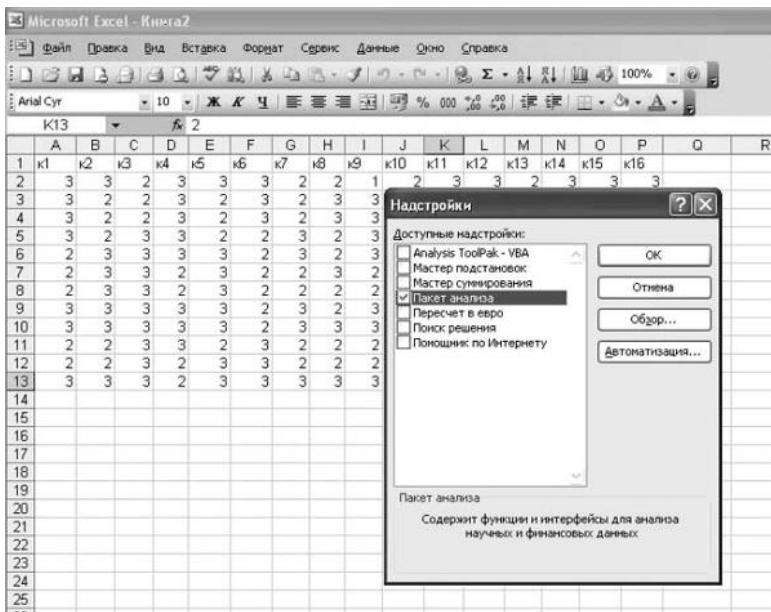 Microsoft Excel - Книга2
Файл Правка Вид Вставка Формат Сервис Данные Окно Справка
100%
Arial Cyr 10 Ж К Ч % 000
K13 fx 2
A B C D E F G H I J K L M N O P Q R
1 к1 к2 к3 к4 к5 к6 к7 к8 к9 к10 к11 к12 к13 к14 к15 к16
2 3 3 2 3 3 3 2 2 1 2 3 3 2 3 3 3
3 3 2 2 3 2 3 2 3 3
4 3 2 2 3 2 3 2 3 3
5 3 2 3 3 2 2 3 2 3
6 2 3 3 3 3 2 2 3 2
7 2 3 3 2 3 2 2 3 2
8 2 3 3 3 3 2 2 2 2
9 3 3 3 3 3 3 2 3 2
10 3 3 3 3 3 2 3 3 3
11 2 2 3 2 3 3 2 2 2
12 2 2 3 2 3 3 2 2 2
13 3 3 3 2 3 3 3 3 3
14
15
16
17
18
19
20
21
22
23
24
25
Надстройки
Доступные надстройки:
Analysis ToolPak - VBA
Мастер подстановок
Мастер суммирования
Пакет анализа
Пересчет в евро
Поиск решения
Помощник по Интернету
OK
Отмена
Обзор...
Автоматизация...
Пакет анализа
Содержит функции и интерфейсы для анализа
научных и финансовых данных